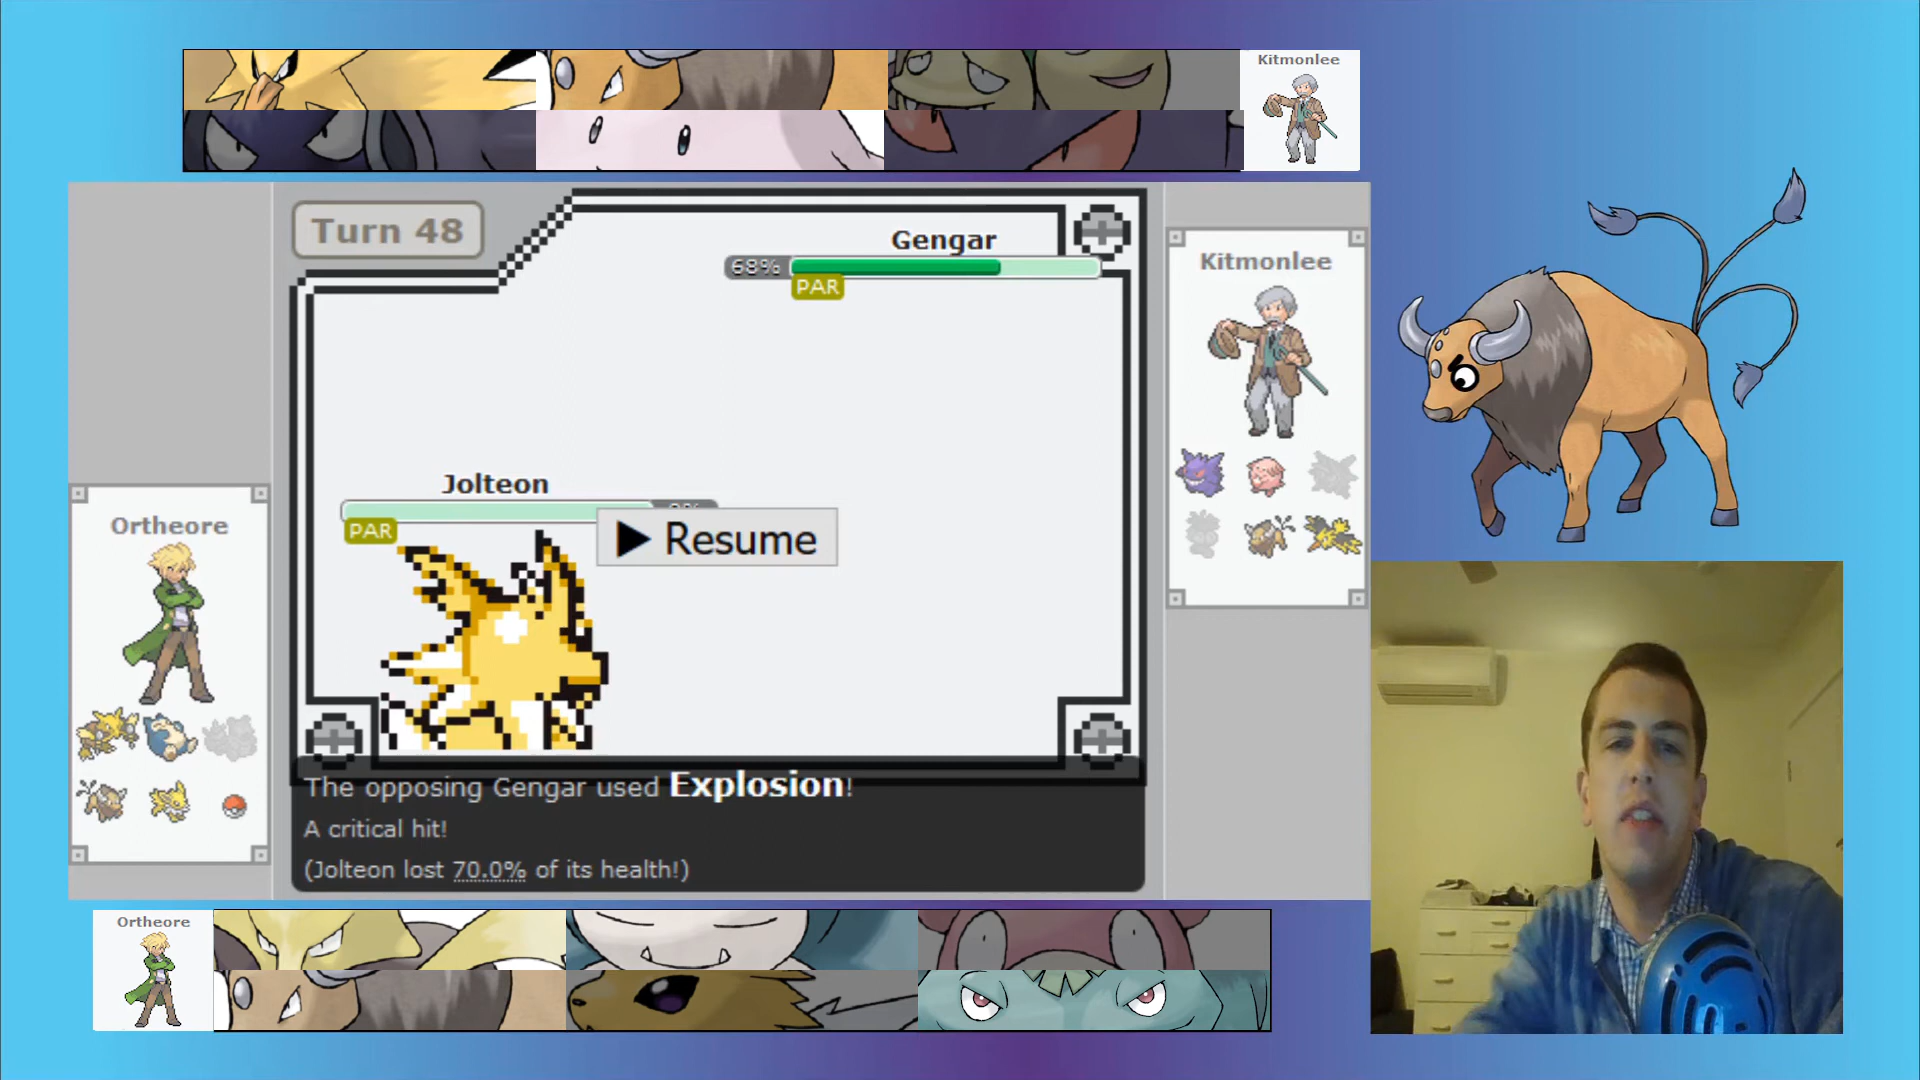 Kitmonlee
Turn 48
Gengar
68%
PAR
Kitmonlee
Jolteon
PAR
Resume
Ortheore
The opposing Gengar used Explosion!
A critical hit!
(Jolteon lost 70.0% of its health!)
Ortheore